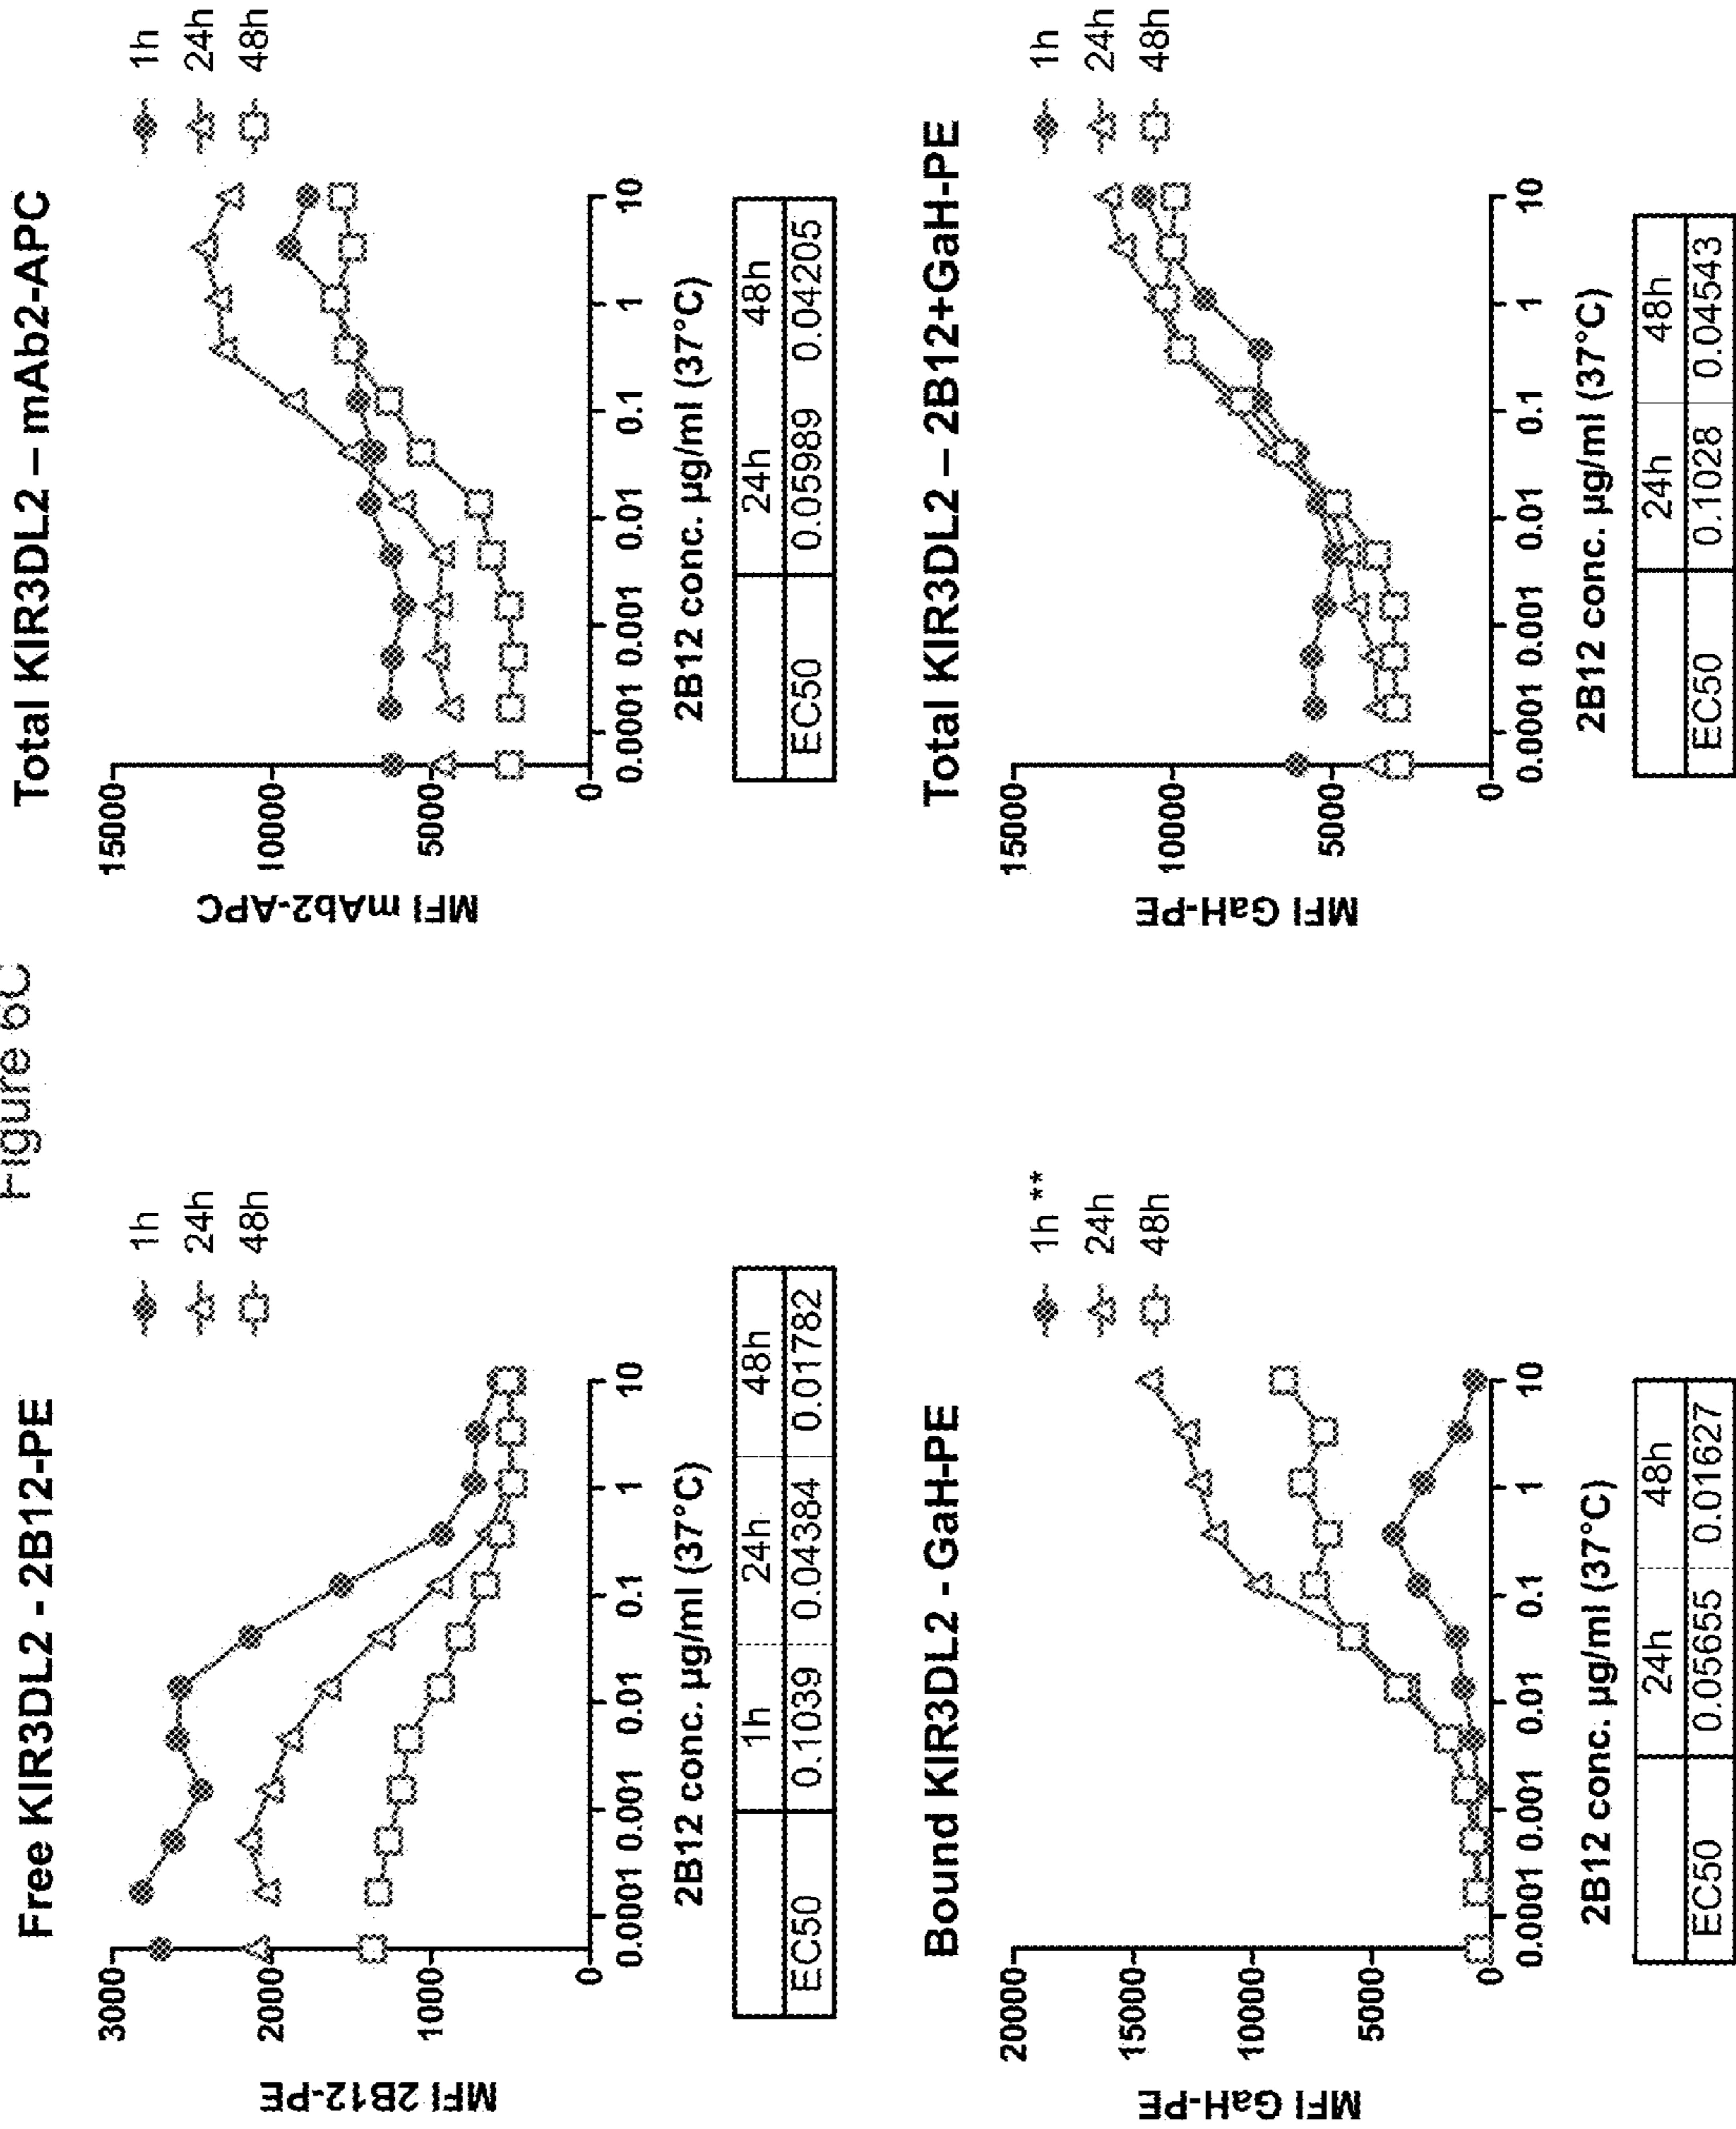 Figure 6C
Free KIR3DL2 - 2B12-PE
MFI 2B12-PE
3000
2000
1000
0
0.0001 0.001 0.01 0.1 1 10
1h
24h
48h
2B12 conc. µg/ml (37°C)
1h 24h 48h
EC50 0.1039 0.04384 0.01782
Total KIR3DL2 – mAb2-APC
MFI mAb2-APC
15000
10000
5000
0
0.0001 0.001 0.01 0.1 1 10
1h
24h
48h
2B12 conc. µg/ml (37°C)
24h 48h
EC50 0.05989 0.04205
Bound KIR3DL2 - GaH-PE
MFI GaH-PE
20000
15000
10000
5000
0
0.0001 0.001 0.01 0.1 1 10
1h **
24h
48h
2B12 conc. µg/ml (37°C)
24h 48h
EC50 0.05655 0.01627
Total KIR3DL2 – 2B12+GaH-PE
MFI GaH-PE
15000
10000
5000
0
0.0001 0.001 0.01 0.1 1 10
1h
24h
48h
2B12 conc. µg/ml (37°C)
24h 48h
EC50 0.1028 0.04543